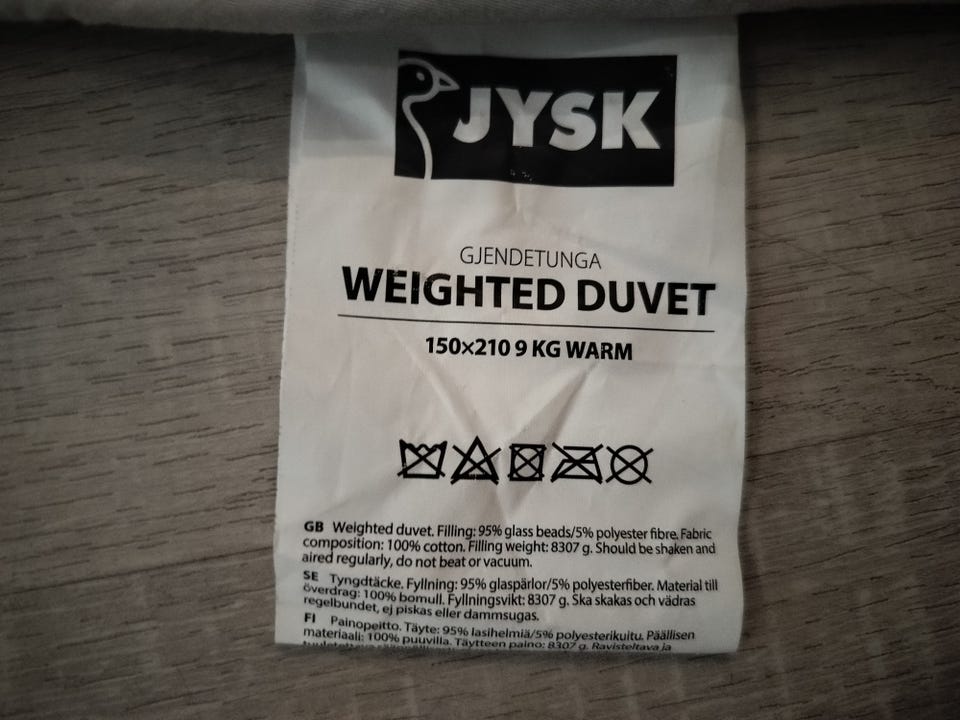 JYSK
GJENDETUNGA
WEIGHTED DUVET
150×210 9 KG WARM
GB Weighted duvet. Filling: 95% glass beads/5% polyester fibre. Fabric
composition: 100% cotton. Filling weight: 8307 g. Should be shaken and
aired regularly, do not beat or vacuum.
SE Tyngdtäcke. Fyllning: 95% glaspärlor/5% polyesterfiber. Material till
överdrag: 100% bomull. Fyllningsvikt: 8307 g. Ska skakas och vädras
regelbundet, ej piskas eller dammsugas.
FI Painopeitto. Täyte: 95% lasihelmiä/5% polyesterikuitu. Päällisen
materiaali: 100% puuvilla. Täytteen paino: 8307 g. Ravisteltava ja